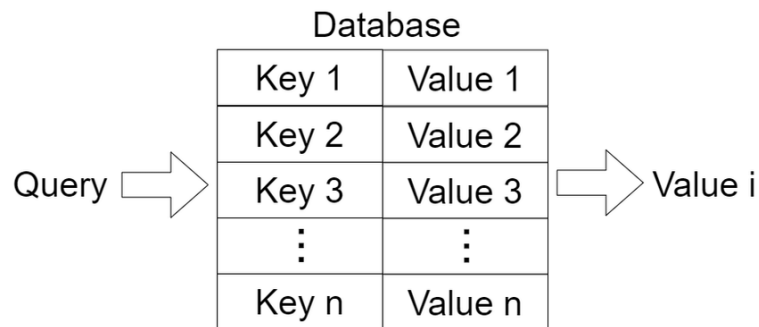 Database
Key 1 Value 1
Key 2 Value 2
Query Key 3 Value 3 Value i
⋮ ⋮
Key n Value n